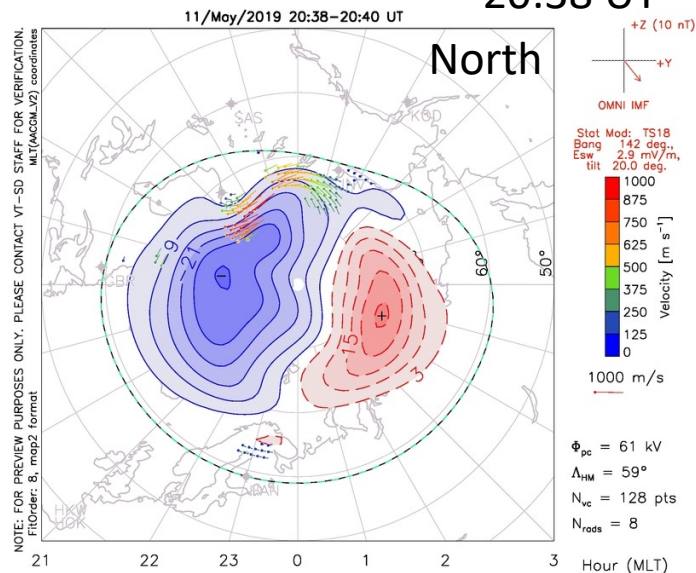 20:38 UT
11/May/2019 20:38-20:40 UT
North
NOTE: FOR PREVIEW PURPOSES ONLY. PLEASE CONTACT VT-SD STAFF FOR VERIFICATION.
FitOrder: 8, map2 format
MLT(AACGM_V2) coordinates
SAS
KOD
-9
-21
15
3
60°
50°
HAN
HKW
HOK
21 22 23 0 1 2 3
Hour (MLT)
+Z (10 nT)
+Y
OMNI IMF
Stat Mod: TS18
Bang 142 deg.,
Esw 2.9 mV/m,
tilt 20.0 deg.
1000
875
750
625
500
375
250
125
0
Velocity [m s⁻¹]
1000 m/s
Φpc = 61 kV
ΛHM = 59°
Nvc = 128 pts
Nrads = 8